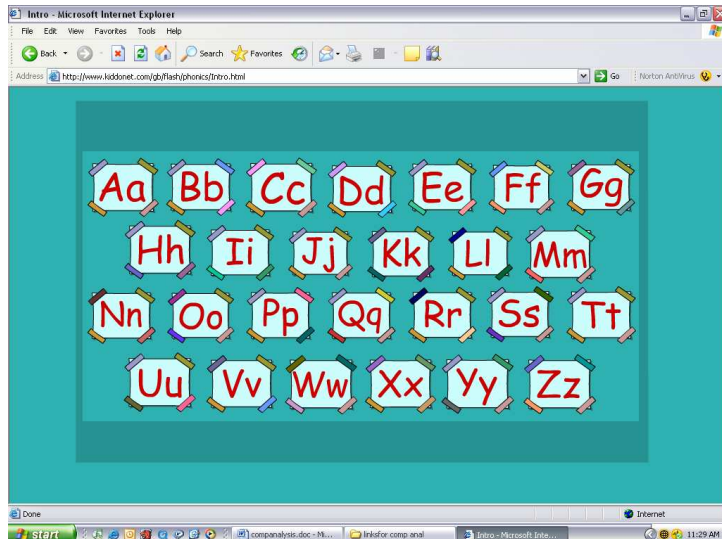 Intro - Microsoft Internet Explorer
File Edit View Favorites Tools Help
Back Search Favorites
Address http://www.kiddonet.com/gb/flash/phonics/Intro.html Go Norton AntiVirus
Aa Bb Cc Dd Ee Ff Gg
Hh Ii Jj Kk Ll Mm
Nn Oo Pp Qq Rr Ss Tt
Uu Vv Ww Xx Yy Zz
Done Internet
start companalysis.doc - Mi... linksfor comp anal Intro - Microsoft Inte... 11:29 AM